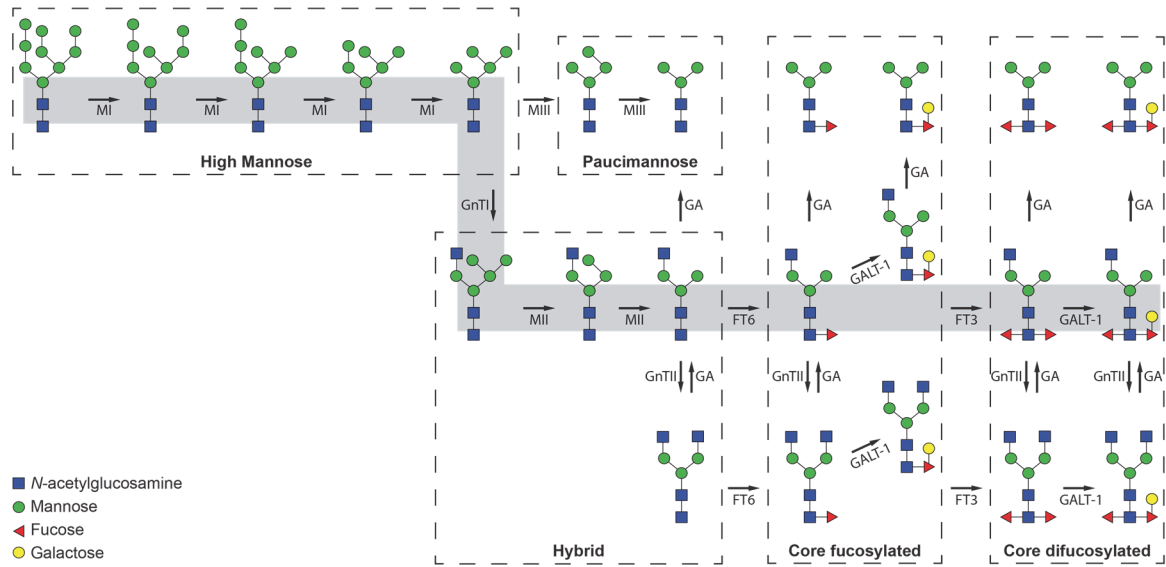 MI
MI
MI
MI
MIII
MIII
High Mannose
Paucimannose
GA
GnTI
GA
GA
GA
GA
GALT-1
MII
MII
FT6
FT3
GALT-1
GnTII
GA
GnTII
GA
GnTII
GA
GnTII
GA
GALT-1
FT6
FT3
GALT-1
N-acetylglucosamine
Mannose
Fucose
Galactose
Hybrid
Core fucosylated
Core difucosylated